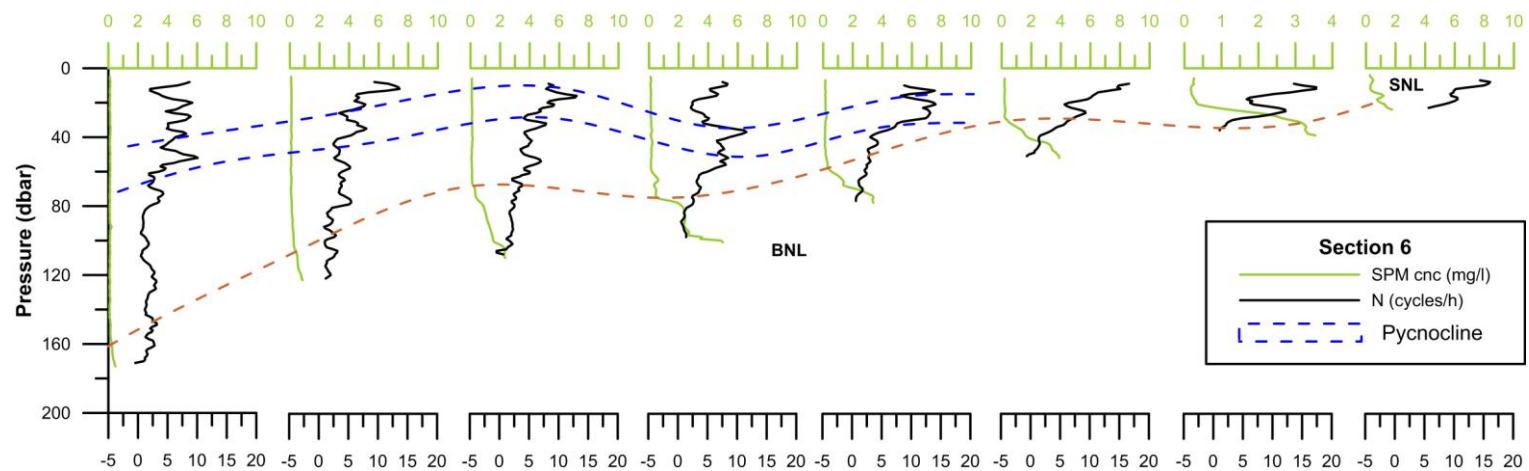 0 2 4 6 8 10 0 2 4 6 8 10 0 2 4 6 8 10 0 2 4 6 8 10 0 2 4 6 8 10 0 2 4 6 8 10 0 1 2 3 4 0 2 4 6 8 10
0
40
80
120
160
200
Pressure (dbar)
SNL
BNL
Section 6
SPM cnc (mg/l)
N (cycles/h)
Pycnocline
-5 0 5 10 15 20 -5 0 5 10 15 20 -5 0 5 10 15 20 -5 0 5 10 15 20 -5 0 5 10 15 20 -5 0 5 10 15 20 -5 0 5 10 15 20 -5 0 5 10 15 20